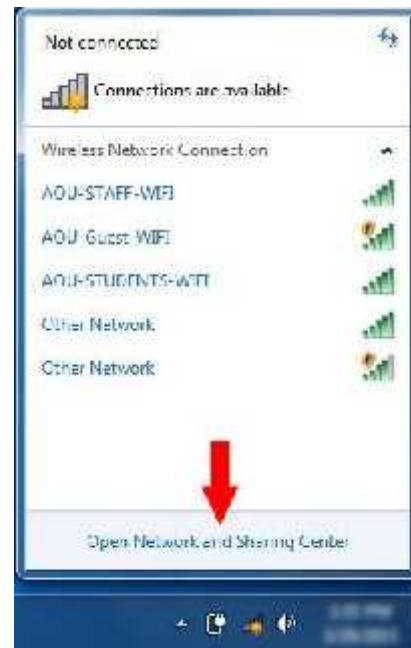 Not connected
Connections are available
Wireless Network Connection
AOU-STAFF-WIFI
AOU-Guest-WIFI
AOU-STUDENTS-WIFI
Other Network
Other Network
Open Network and Sharing Center